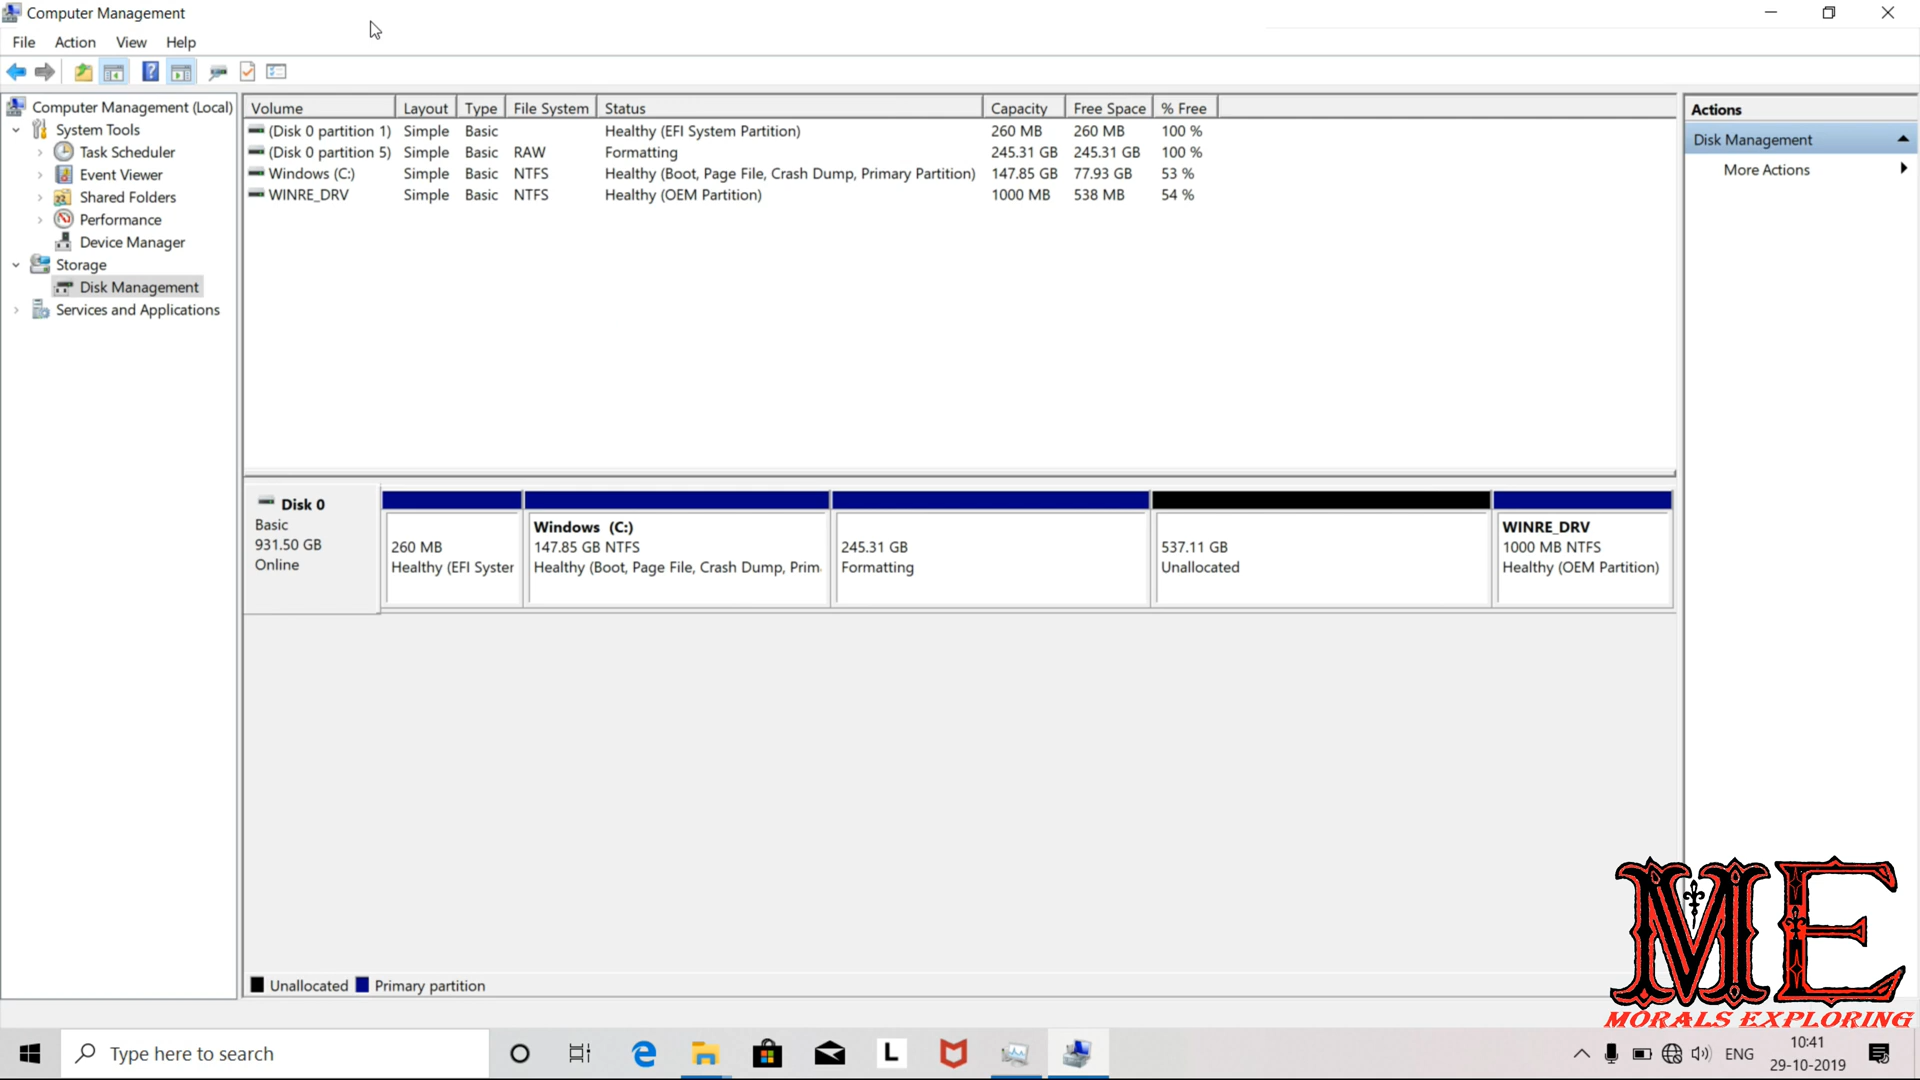 Computer Management
File Action View Help
Computer Management (Local)
System Tools
Task Scheduler
Event Viewer
Shared Folders
Performance
Device Manager
Storage
Disk Management
Services and Applications
Volume Layout Type File System Status Capacity Free Space % Free
(Disk 0 partition 1) Simple Basic Healthy (EFI System Partition) 260 MB 260 MB 100 %
(Disk 0 partition 5) Simple Basic RAW Formatting 245.31 GB 245.31 GB 100 %
Windows (C:) Simple Basic NTFS Healthy (Boot, Page File, Crash Dump, Primary Partition) 147.85 GB 77.93 GB 53 %
WINRE_DRV Simple Basic NTFS Healthy (OEM Partition) 1000 MB 538 MB 54 %
Actions
Disk Management
More Actions
Disk 0
Basic
931.50 GB
Online
260 MB
Healthy (EFI Syster
Windows (C:)
147.85 GB NTFS
Healthy (Boot, Page File, Crash Dump, Prim
245.31 GB
Formatting
537.11 GB
Unallocated
WINRE_DRV
1000 MB NTFS
Healthy (OEM Partition)
Unallocated Primary partition
ME
MORALS EXPLORING
Type here to search
L
ENG
10:41
29-10-2019